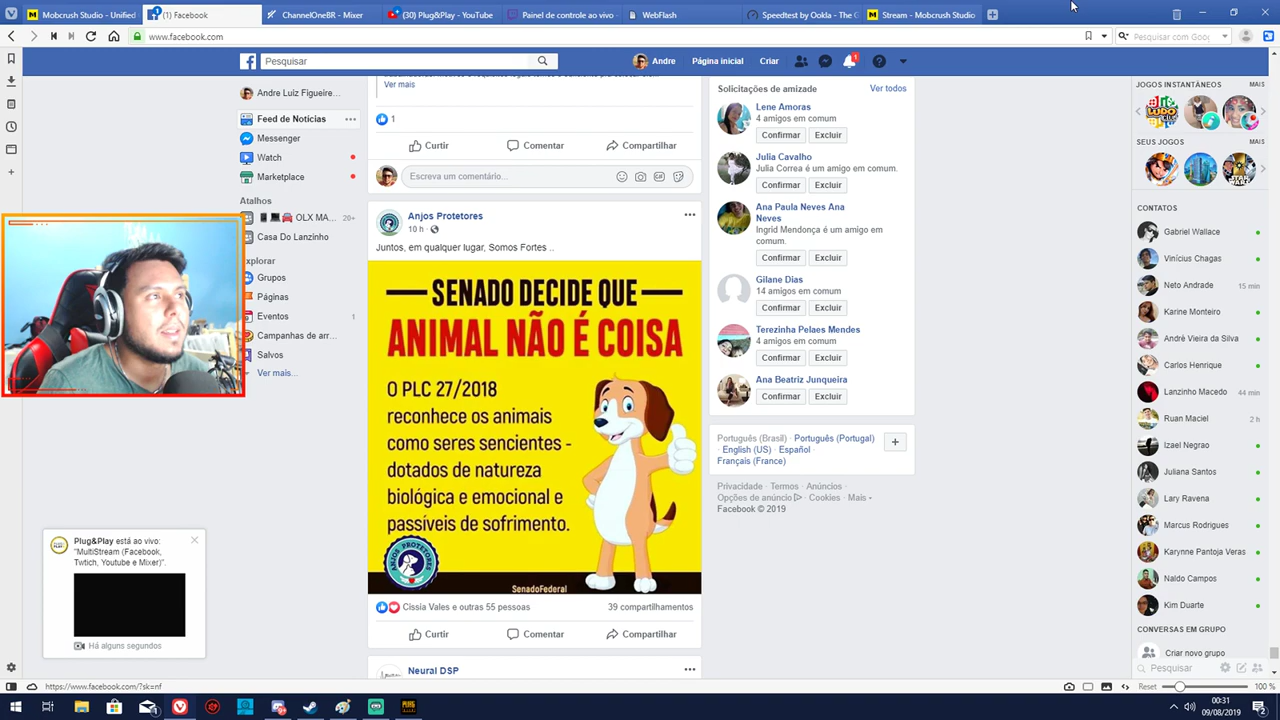 Mobcrush - Unified
(1) Facebook
ChannelOneBR - Mixer
(30) Plug&Play - YouTube
Painel de controle ao vivo -
WebFlash
Speedtest by Ookla - The G
Stream - Mobcrush Studio
www.facebook.com
Pesquisar com Goog
Pesquisar
Andre
Página inicial
Criar
1
Andre Luiz Figueire...
Feed de Notícias
Messenger
Watch
Marketplace
Atalhos
OLX MA... 20+
Casa Do Lanzinho
xplorar
Grupos
Páginas
Eventos 1
Campanhas de arr...
Salvos
Ver mais...
Ver mais
1
Curtir Comentar Compartilhar
Escreva um comentário...
GIF
Anjos Protetores
10 h ·
Juntos, em qualquer lugar, Somos Fortes ..
SENADO DECIDE QUE
ANIMAL NÃO É COISA
O PLC 27/2018
reconhece os animais
como seres sencientes -
dotados de natureza
biológica e emocional e
passíveis de sofrimento.
ANJOS PROTETORES
SenadoFederal
Cissia Vales e outras 55 pessoas 39 compartilhamentos
Curtir Comentar Compartilhar
Neural DSP
Solicitações de amizade Ver todos
Lene Amoras
4 amigos em comum
Confirmar Excluir
Julia Cavalho
Julia Correa é um amigo em comum.
Confirmar Excluir
Ana Paula Neves Ana
Neves
Ingrid Mendonça é um amigo em
comum.
Confirmar Excluir
Gilane Dias
14 amigos em comum
Confirmar Excluir
Terezinha Pelaes Mendes
4 amigos em comum
Confirmar Excluir
Ana Beatriz Junqueira
Confirmar Excluir
Português (Brasil) · Português (Portugal)
· English (US) · Español ·
Français (France)
Privacidade · Termos · Anúncios ·
Opções de anúncio · Cookies · Mais
Facebook © 2019
JOGOS INSTANTÂNEOS MAIS
LUDO
SEUS JOGOS MAIS
CONTATOS
Gabriel Wallace
Vinícius Chagas
Neto Andrade 15 min
Karine Monteiro
Andrè Vieira da Silva
Carlos Henrique
Lanzinho Macedo 44 min
Ruan Maciel 2 h
Izael Negrao
Juliana Santos
Lary Ravena
Marcus Rodrigues
Karynne Pantoja Veras
Naldo Campos
Kim Duarte
CONVERSAS EM GRUPO
Criar novo grupo
Pesquisar
Plug&Play está ao vivo:
"MultiStream (Facebook,
Twtich, Youtube e Mixer)".
Há alguns segundos
https://www.facebook.com/?sk=nf
Reset 100 %
00:31
09/08/2019